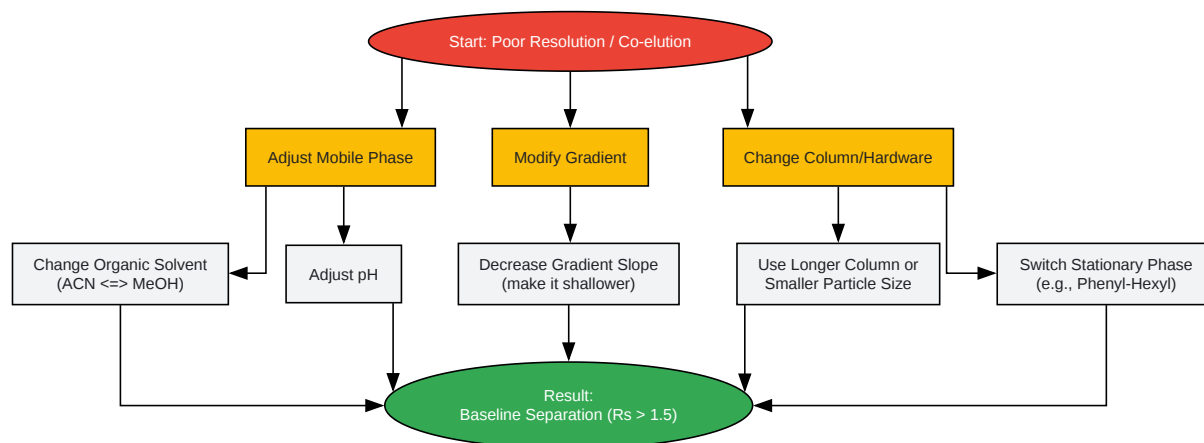 Start: Poor Resolution / Co-elution
Adjust Mobile Phase
Modify Gradient
Change Column/Hardware
Change Organic Solvent
(ACN <=> MeOH)
Adjust pH
Decrease Gradient Slope
(make it shallower)
Use Longer Column or
Smaller Particle Size
Switch Stationary Phase
(e.g., Phenyl-Hexyl)
Result:
Baseline Separation (Rs > 1.5)